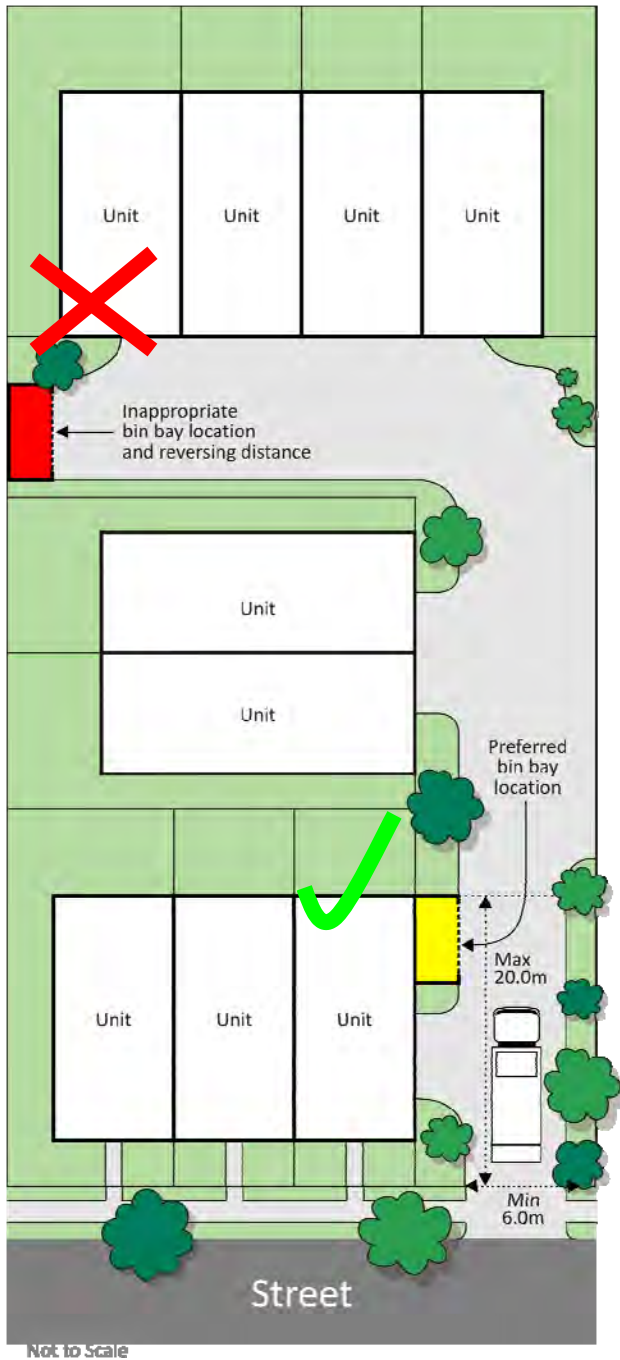 Unit
Unit
Unit
Unit
Inappropriate
bin bay location
and reversing distance
Unit
Unit
Preferred
bin bay
location
Max
20.0m
Unit
Unit
Unit
Min
6.0m
Street
Not to Scale